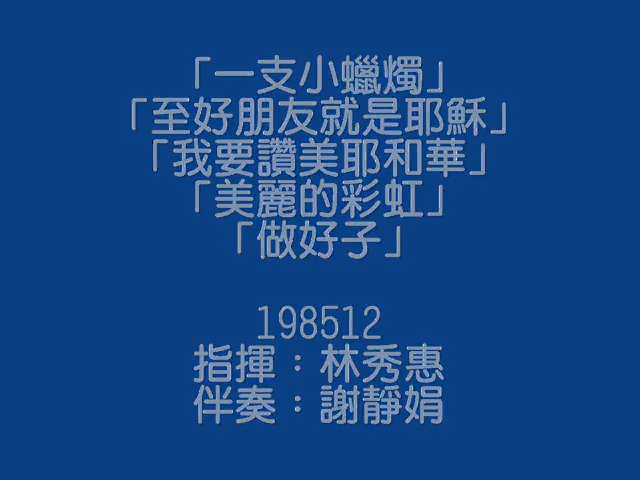 「一支小蠟燭」
「至好朋友就是耶穌」
「我要讚美耶和華」
「美麗的彩虹」
「做好子」
198512
指揮：林秀惠
伴奏：謝靜娟